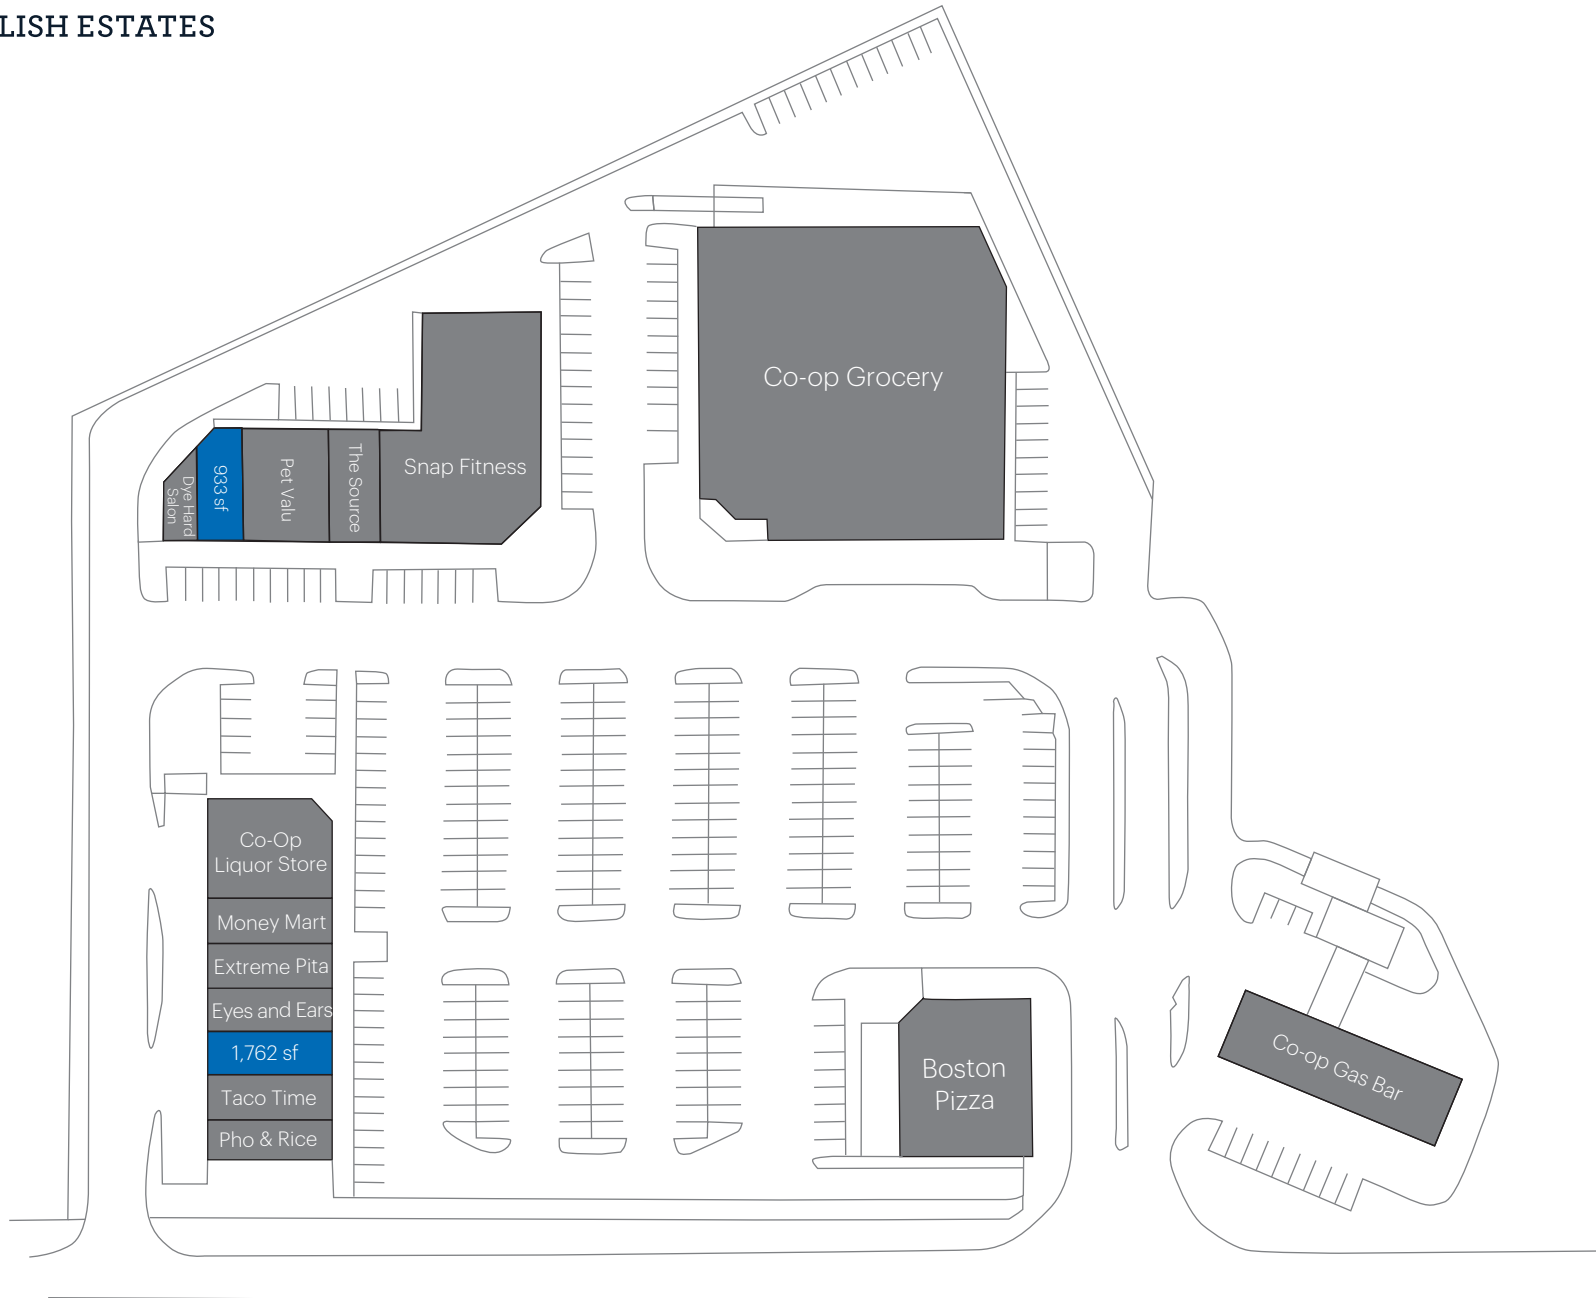 LISH ESTATES
Co-op Grocery
Snap Fitness
The Source
Pet Valu
933 sf
Dye Hard
Salon
Co-Op
Liquor Store
Money Mart
Extreme Pita
Eyes and Ears
1,762 sf
Taco Time
Pho & Rice
Boston
Pizza
Co-op Gas Bar